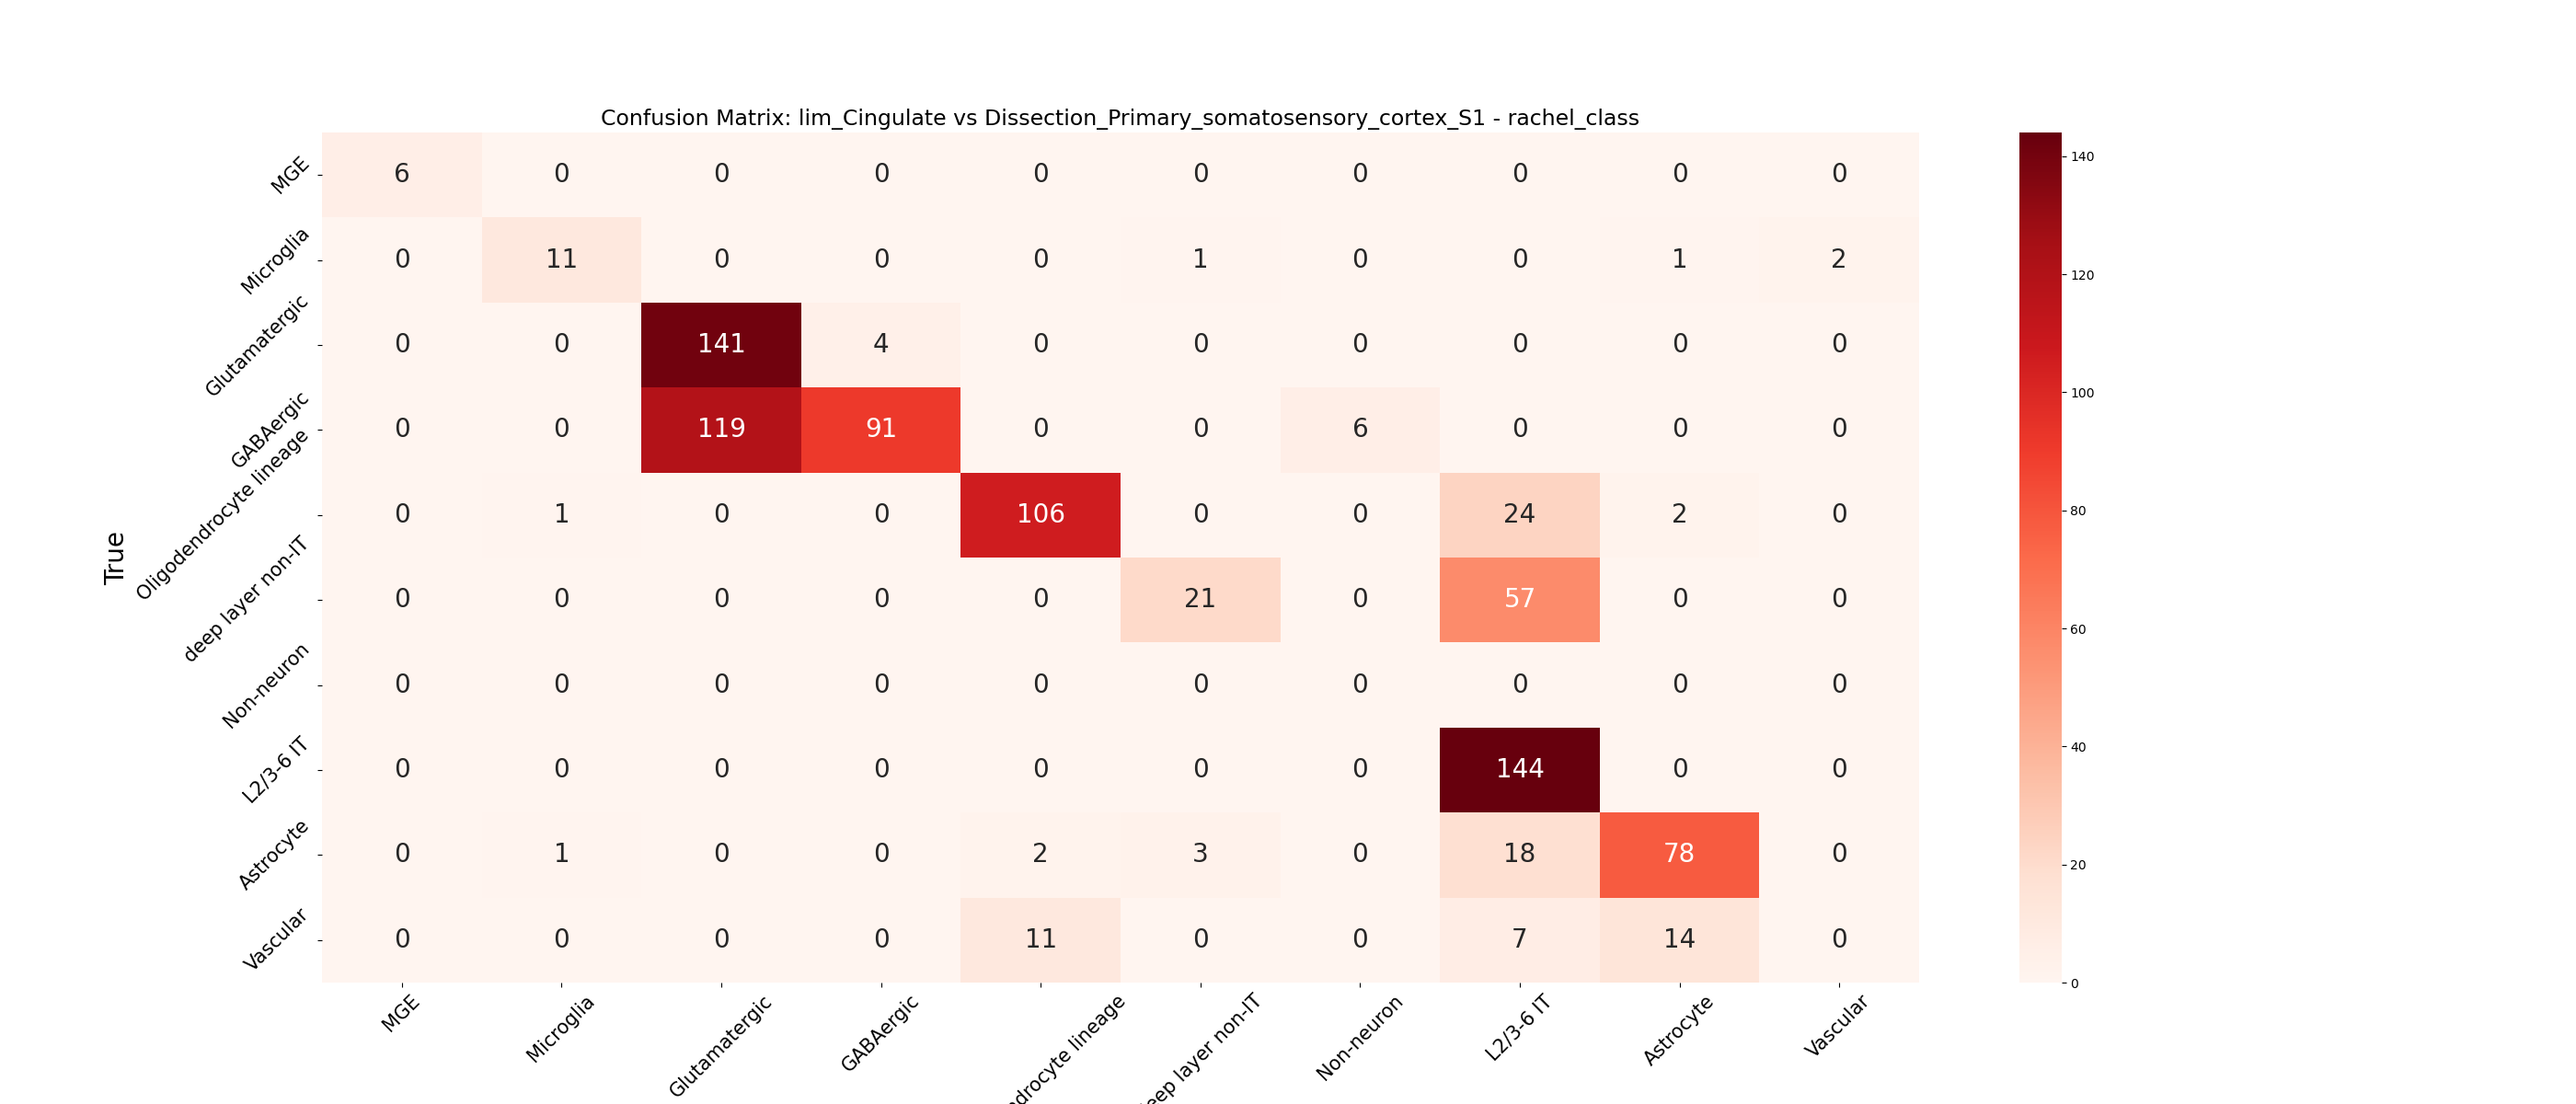 Confusion Matrix: lim_Cingulate vs Dissection_Primary_somatosensory_cortex_S1 - rachel_class
True
MGE 6 0 0 0 0 0 0 0 0 0
Microglia 0 11 0 0 0 1 0 0 1 2
Glutamatergic 0 0 141 4 0 0 0 0 0 0
GABAergic 0 0 119 91 0 0 6 0 0 0
Oligodendrocyte lineage 0 1 0 0 106 0 0 24 2 0
deep layer non-IT 0 0 0 0 0 21 0 57 0 0
Non-neuron 0 0 0 0 0 0 0 0 0 0
L2/3-6 IT 0 0 0 0 0 0 0 144 0 0
Astrocyte 0 1 0 0 2 3 0 18 78 0
Vascular 0 0 0 0 11 0 0 7 14 0
MGE
Microglia
Glutamatergic
GABAergic
lineage
layer non-IT
Non-neuron
L2/3-6 IT
Astrocyte
Vascular
140
120
100
80
60
40
20
0